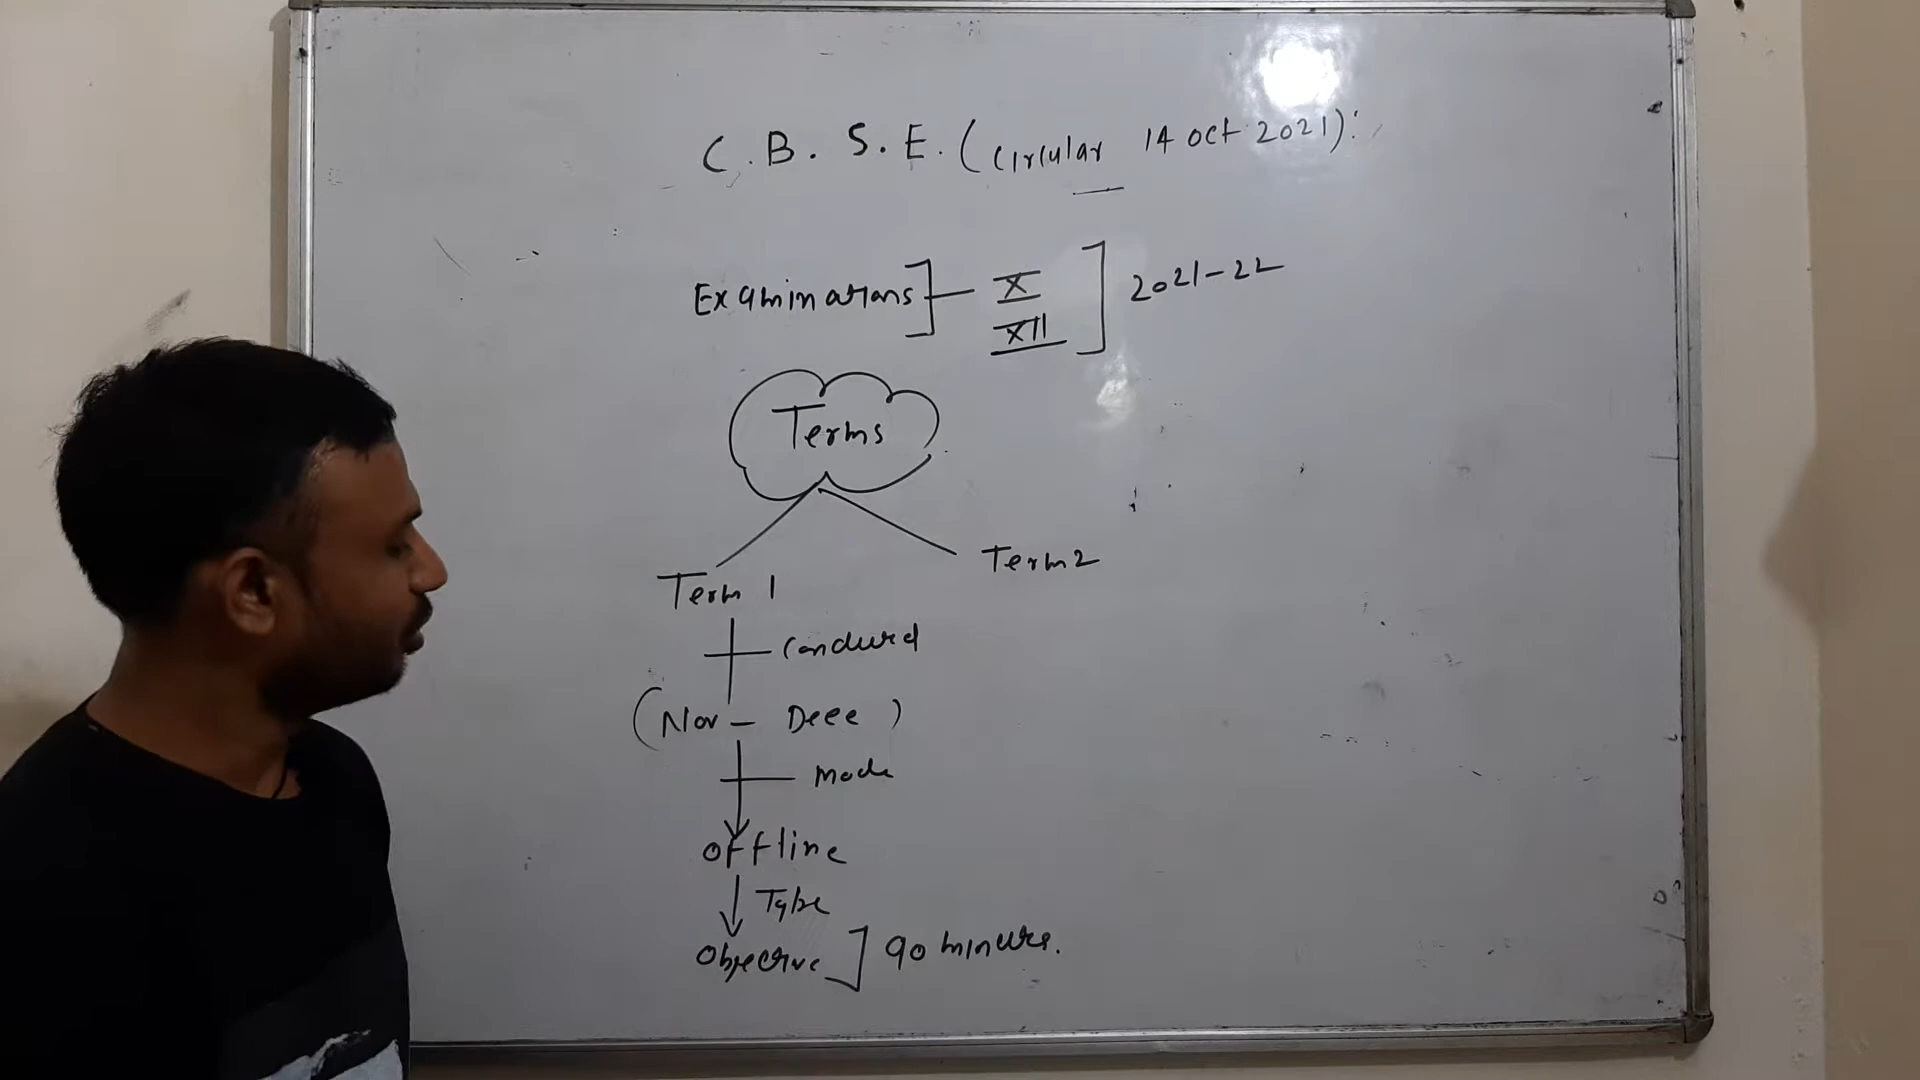 C.B.S.E. (Circular 14 oct 2021):
Examinations] — X ] 2021-22
XII
Terms
Term 1 Term 2
Conducted
(Nov - Dece)
Mode
offline
Type
Objective ] 90 minutes.